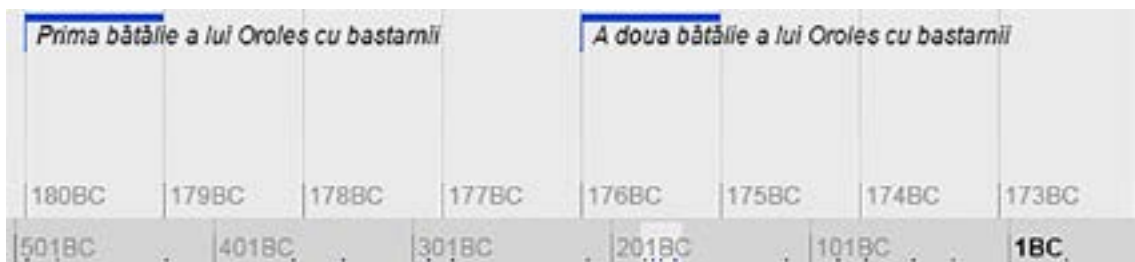 Prima bătălie a lui Oroles cu bastarnii A doua bătălie a lui Oroles cu bastarnii
180BC 179BC 178BC 177BC 176BC 175BC 174BC 173BC
501BC 401BC 301BC 201BC 101BC 1BC